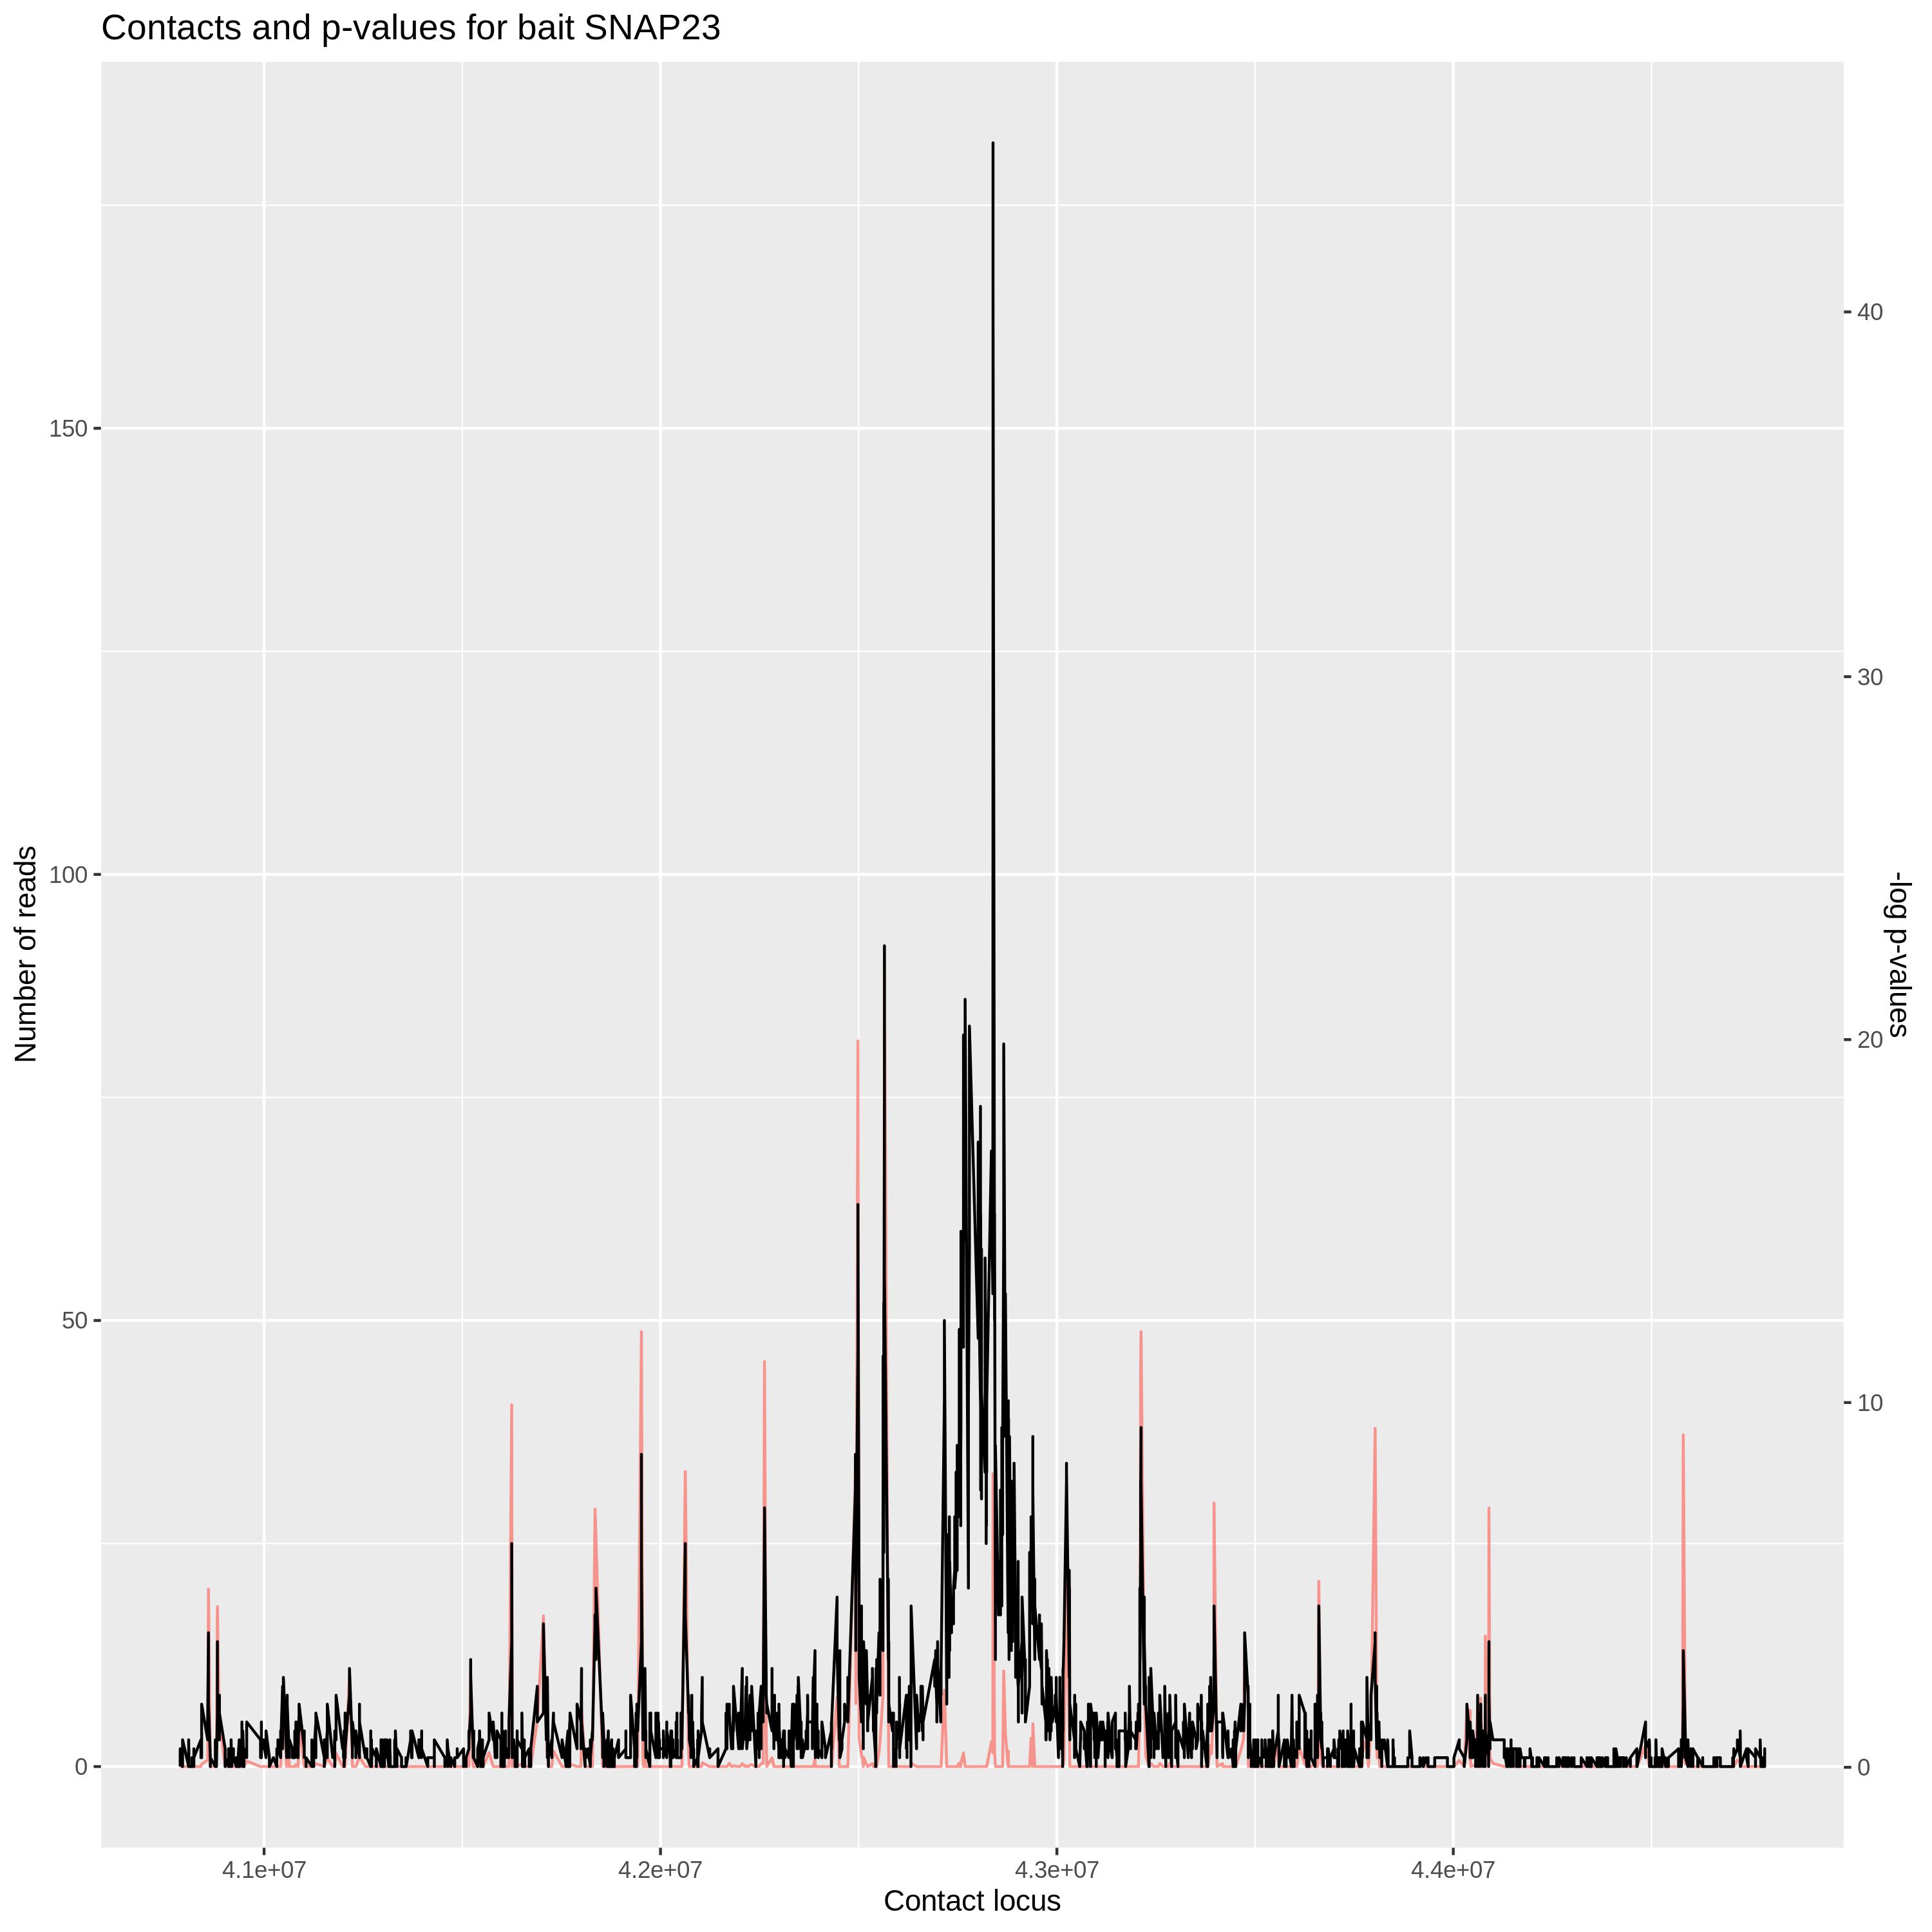 Contacts and p-values for bait SNAP23
Number of reads
150
100
50
0
40
30
20
10
0
-log p-values
4.1e+07 4.2e+07 4.3e+07 4.4e+07
Contact locus